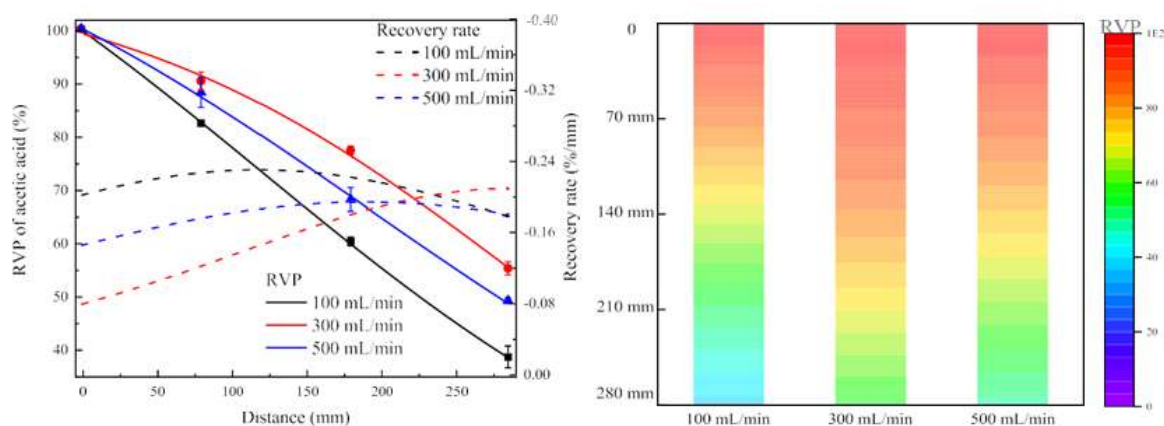 100
90
80
70
60
50
40
RVP of acetic acid (%)
0
50
100
150
200
250
Distance (mm)
-0.40
-0.32
-0.24
-0.16
-0.08
0.00
Recovery rate (%/mm)
Recovery rate
100 mL/min
300 mL/min
500 mL/min
RVP
100 mL/min
300 mL/min
500 mL/min
0
70 mm
140 mm
210 mm
280 mm
100 mL/min 300 mL/min 500 mL/min
RVP
1E2
80
60
40
20
0